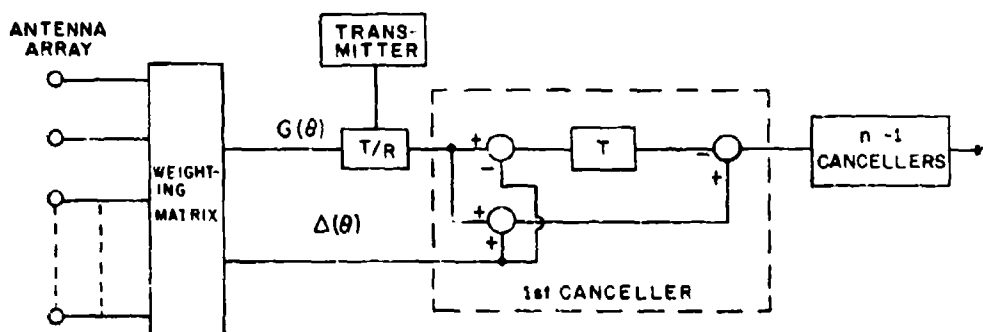 ANTENNA
ARRAY
TRANS-
MITTER
WEIGHT-
ING
MATRIX
G(θ)
T/R
Δ(θ)
+
-
+
+
T
-
+
1st CANCELLER
n -1
CANCELLERS